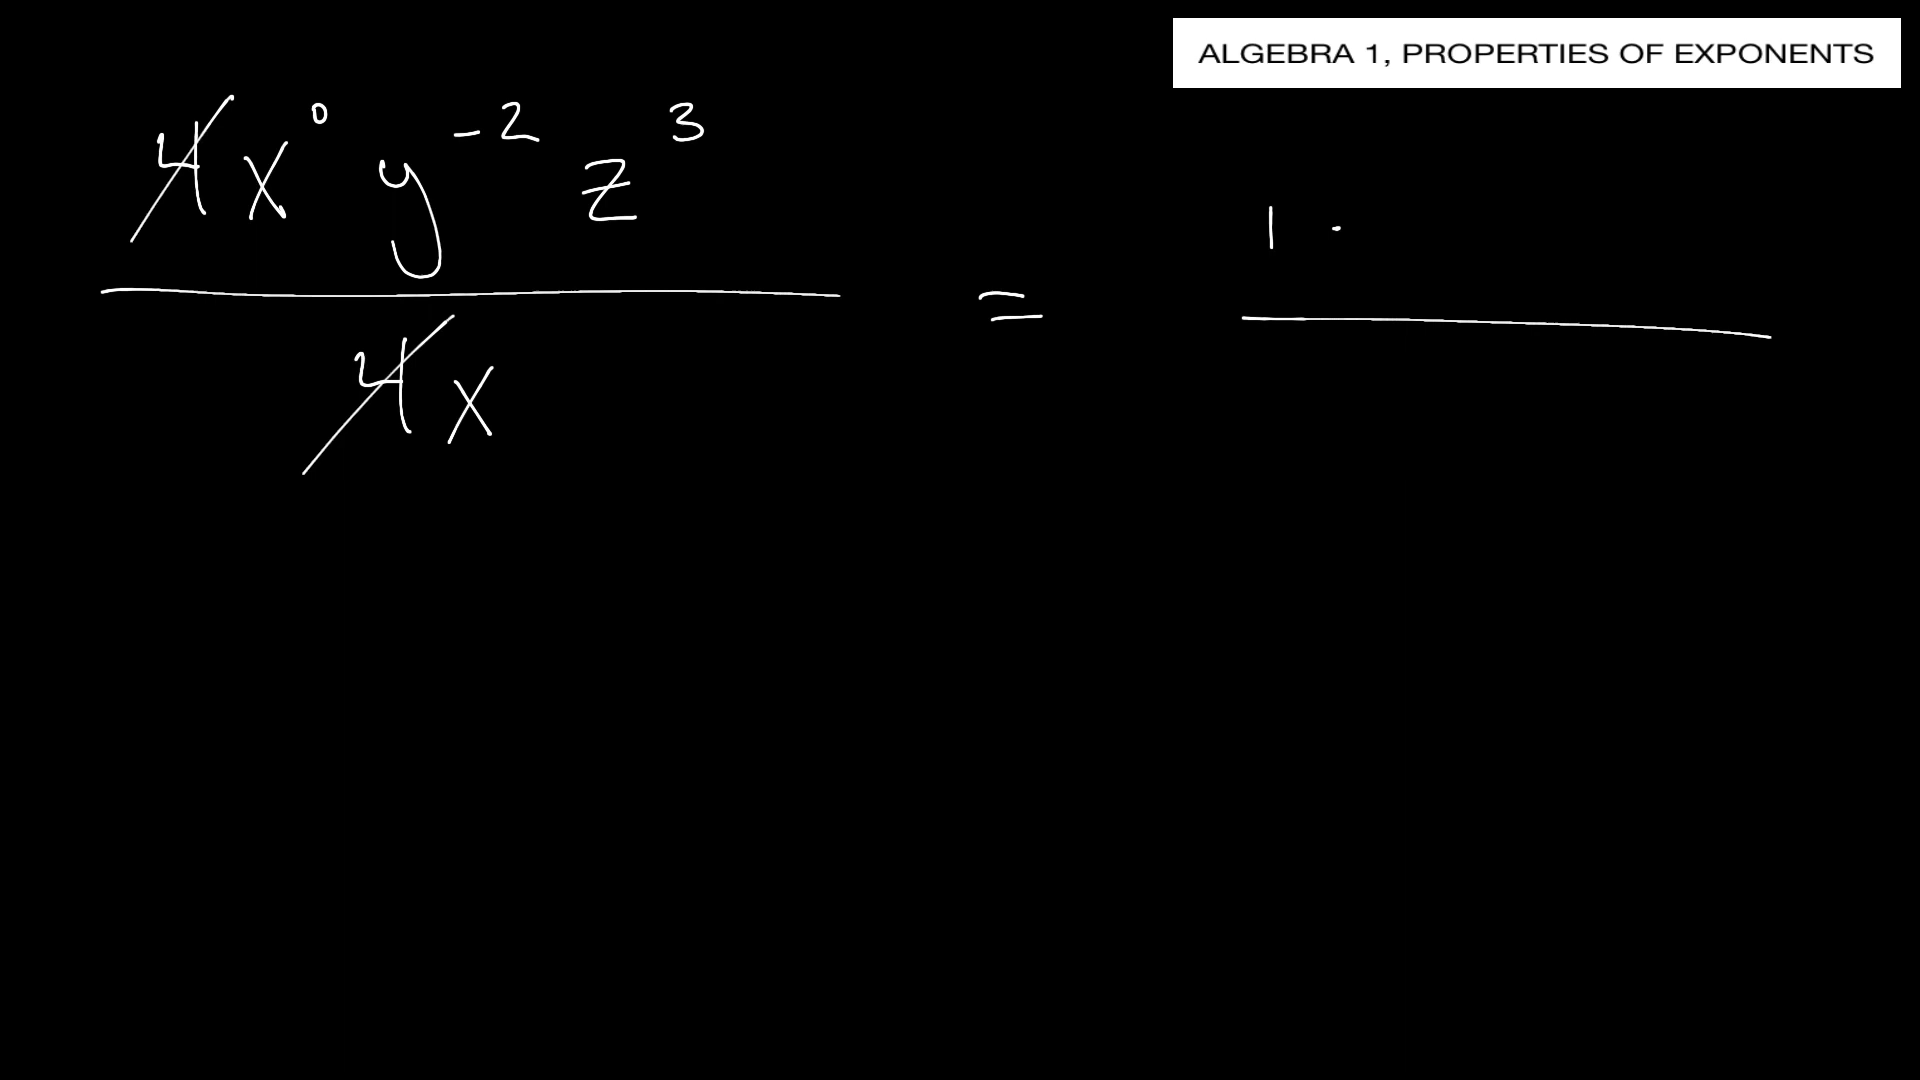 ALGEBRA 1, PROPERTIES OF EXPONENTS
4x⁰ y⁻² z³
4x
=
1 ·